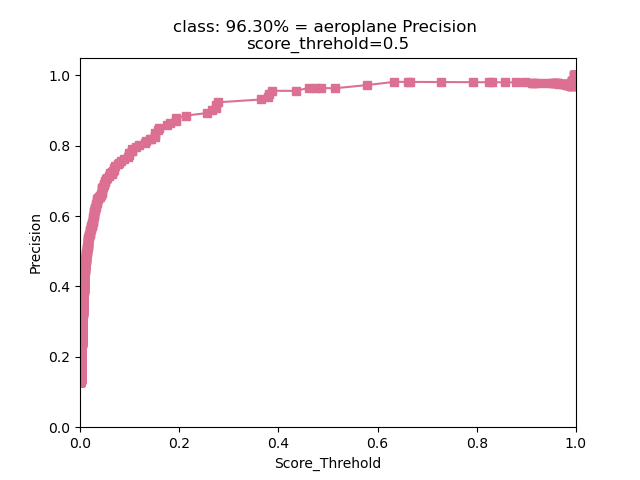 class: 96.30% = aeroplane Precision
score_threhold=0.5
1.0
0.8
0.6
0.4
0.2
0.0
Precision
0.0 0.2 0.4 0.6 0.8 1.0
Score_Threhold